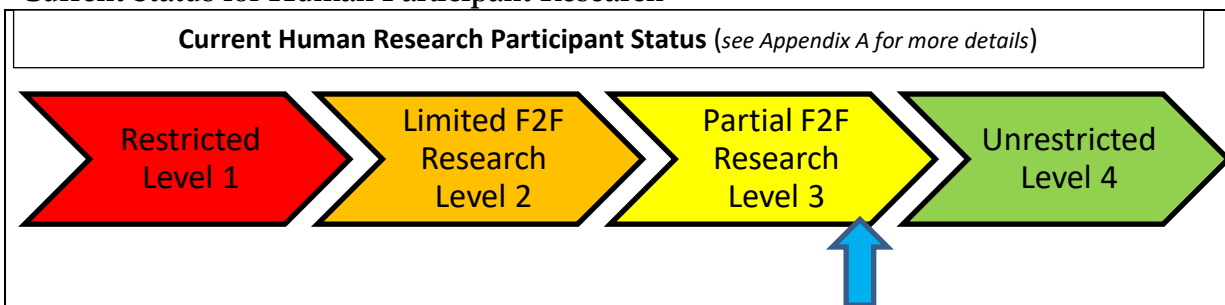 Current Status for Human Participant Research
Current Human Research Participant Status (see Appendix A for more details)
Restricted
Level 1
Limited F2F
Research
Level 2
Partial F2F
Research
Level 3
Unrestricted
Level 4